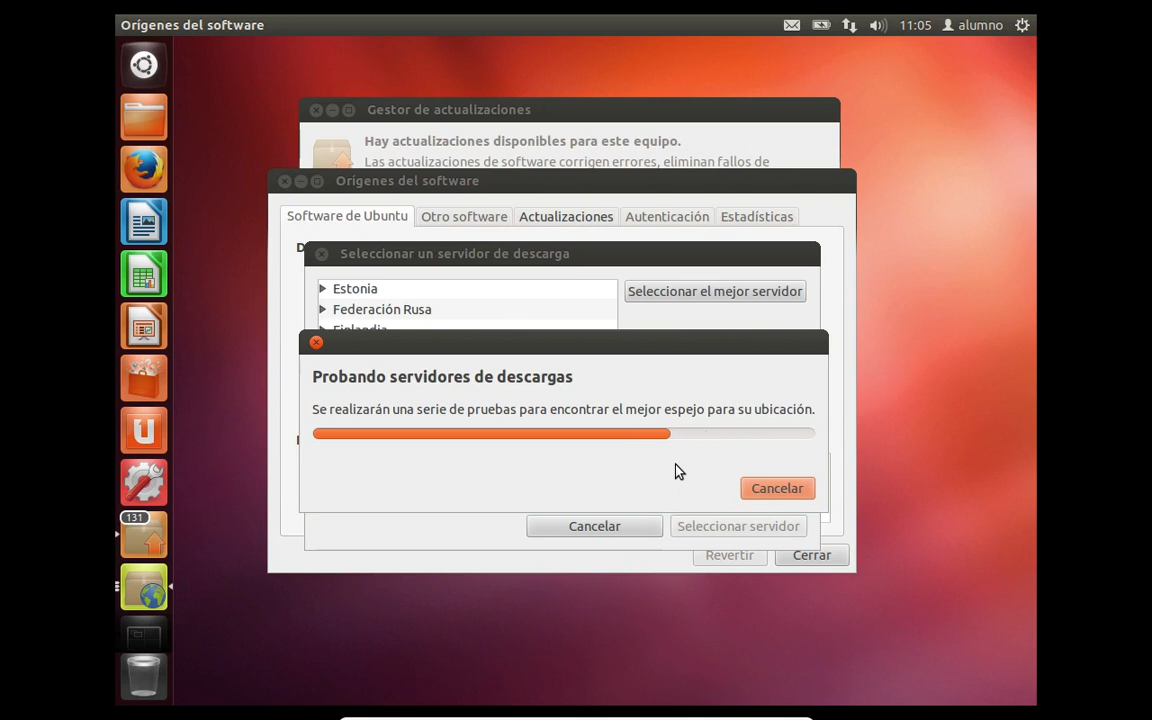 Orígenes del software
11:05
alumno
Gestor de actualizaciones
Hay actualizaciones disponibles para este equipo.
Las actualizaciones de software corrigen errores, eliminan fallos de
Orígenes del software
Software de Ubuntu
Otro software
Actualizaciones
Autenticación
Estadísticas
D
Seleccionar un servidor de descarga
Estonia
Seleccionar el mejor servidor
Federación Rusa
Finlandia
Probando servidores de descargas
Se realizarán una serie de pruebas para encontrar el mejor espejo para su ubicación.
Cancelar
Cancelar
Seleccionar servidor
Revertir
Cerrar
131